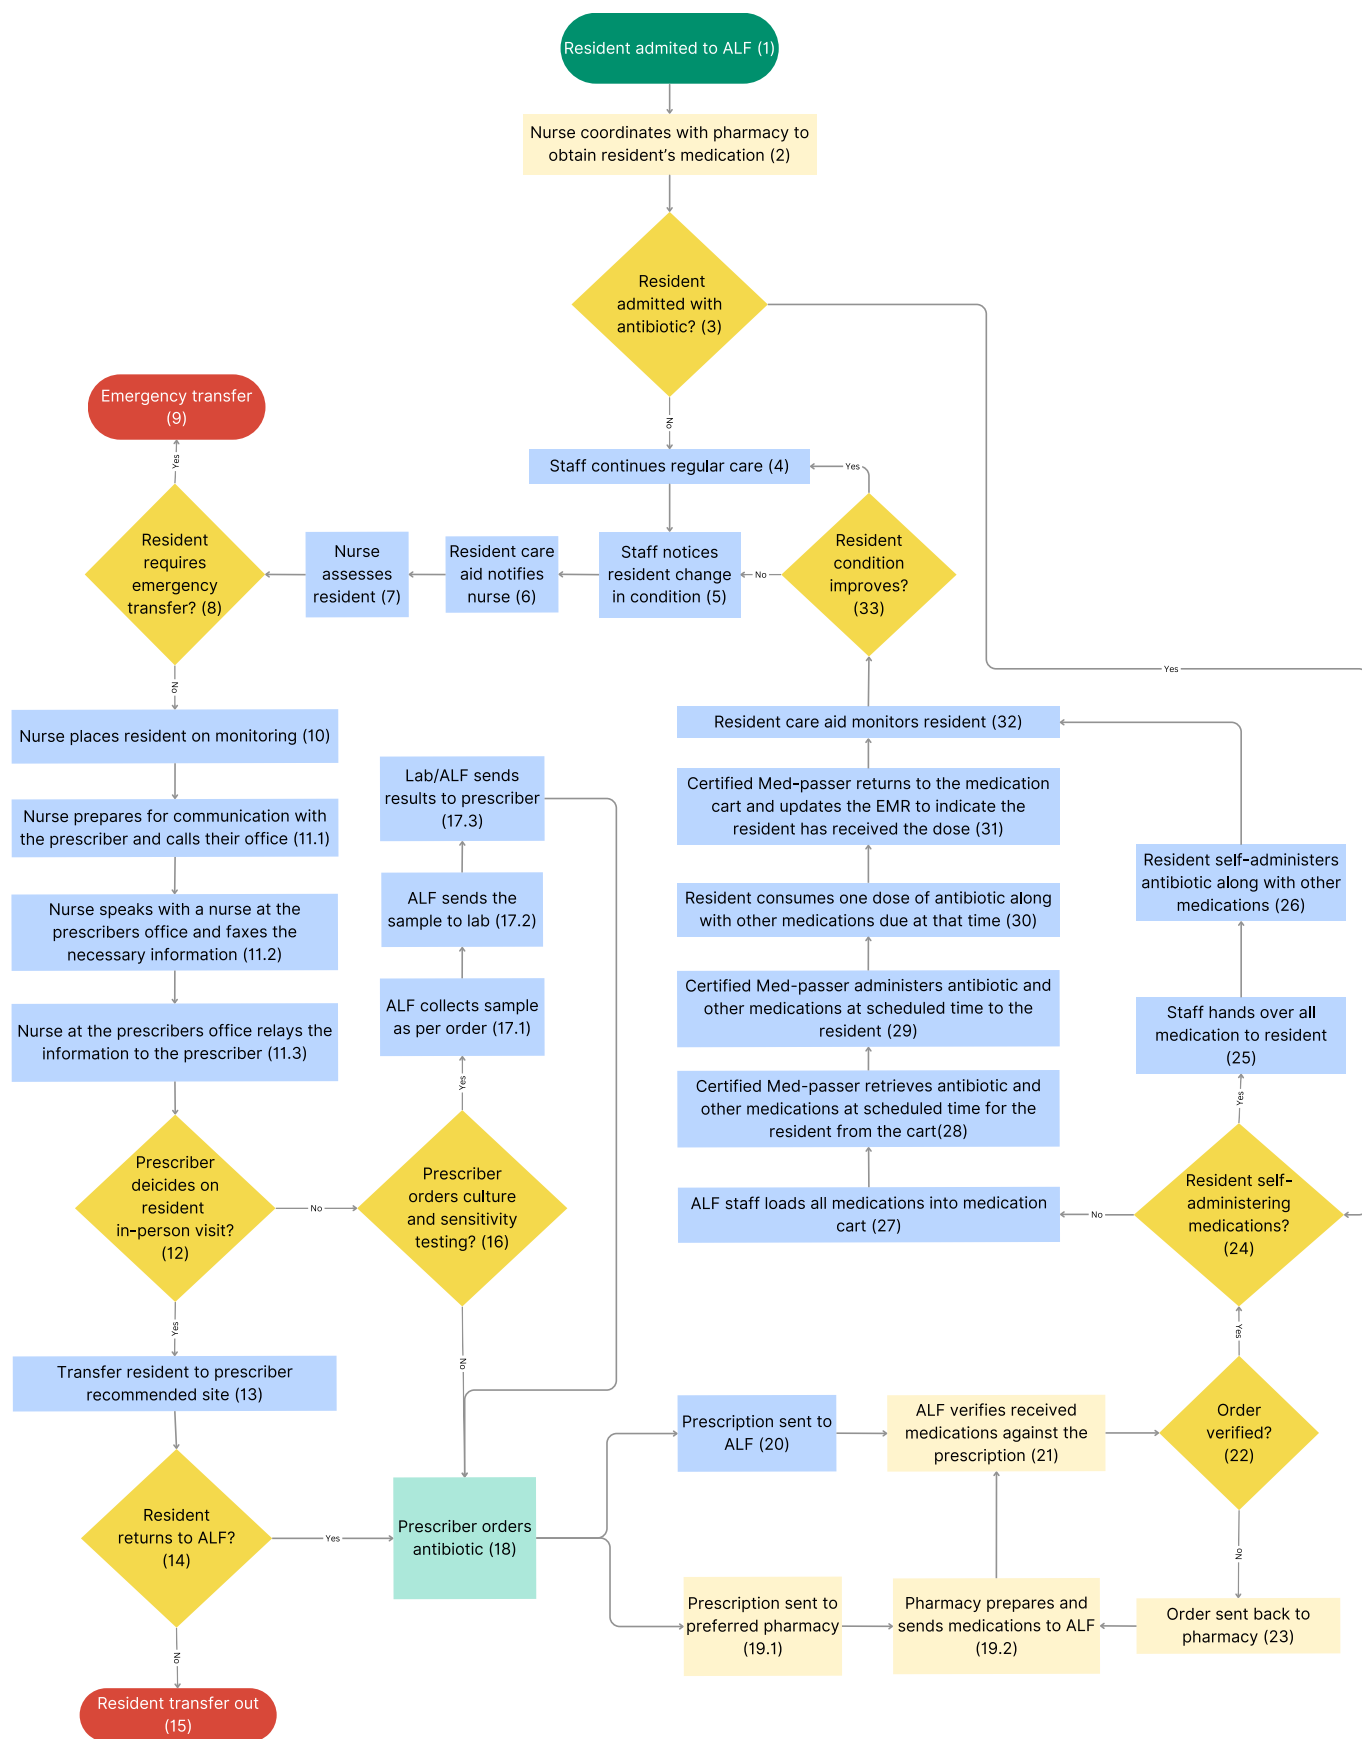 Resident admited to ALF (1)
Nurse coordinates with pharmacy to
obtain resident's medication (2)
Resident
admitted with
antibiotic? (3)
No
Yes
Staff continues regular care (4)
Staff notices
resident change
in condition (5)
Resident care
aid notifies
nurse (6)
Nurse
assesses
resident (7)
Resident
requires
emergency
transfer? (8)
Yes
Emergency transfer
(9)
No
Nurse places resident on monitoring (10)
Nurse prepares for communication with
the prescriber and calls their office (11.1)
Nurse speaks with a nurse at the
prescribers office and faxes the
necessary information (11.2)
Nurse at the prescribers office relays the
information to the prescriber (11.3)
Prescriber
deicides on
resident
in-person visit?
(12)
Yes
Transfer resident to prescriber
recommended site (13)
Resident
returns to ALF?
(14)
No
Resident transfer out
(15)
Yes
No
Prescriber
orders culture
and sensitivity
testing? (16)
Yes
ALF collects sample
as per order (17.1)
ALF sends the
sample to lab (17.2)
Lab/ALF sends
results to prescriber
(17.3)
No
Prescriber orders
antibiotic (18)
Prescription sent to
preferred pharmacy
(19.1)
Pharmacy prepares and
sends medications to ALF
(19.2)
Prescription sent to
ALF (20)
ALF verifies received
medications against the
prescription (21)
Order
verified?
(22)
No
Order sent back to
pharmacy (23)
Yes
Resident self-
administering
medications?
(24)
Yes
Staff hands over all
medication to resident
(25)
Resident self-administers
antibiotic along with other
medications (26)
No
ALF staff loads all medications into medication
cart (27)
Certified Med-passer retrieves antibiotic and
other medications at scheduled time for the
resident from the cart(28)
Certified Med-passer administers antibiotic and
other medications at scheduled time to the
resident (29)
Resident consumes one dose of antibiotic along
with other medications due at that time (30)
Certified Med-passer returns to the medication
cart and updates the EMR to indicate the
resident has received the dose (31)
Resident care aid monitors resident (32)
Resident
condition
improves?
(33)
Yes
No